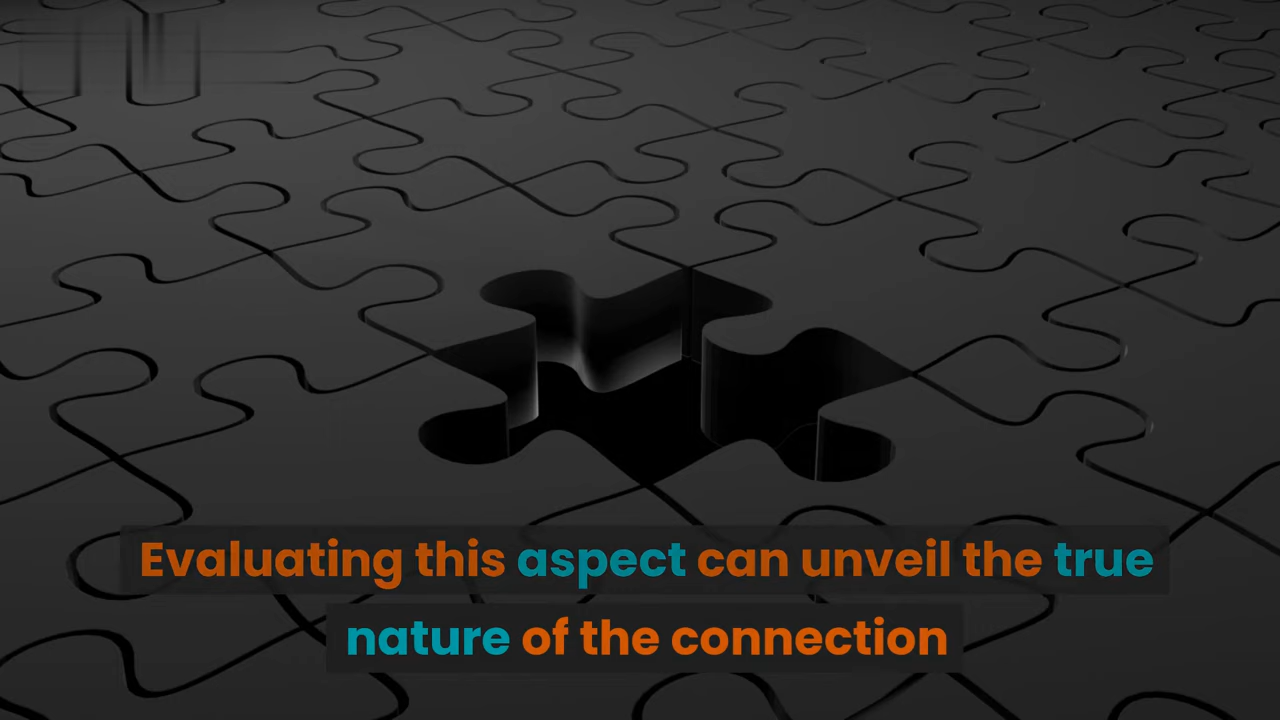 Evaluating this aspect can unveil the true
nature of the connection